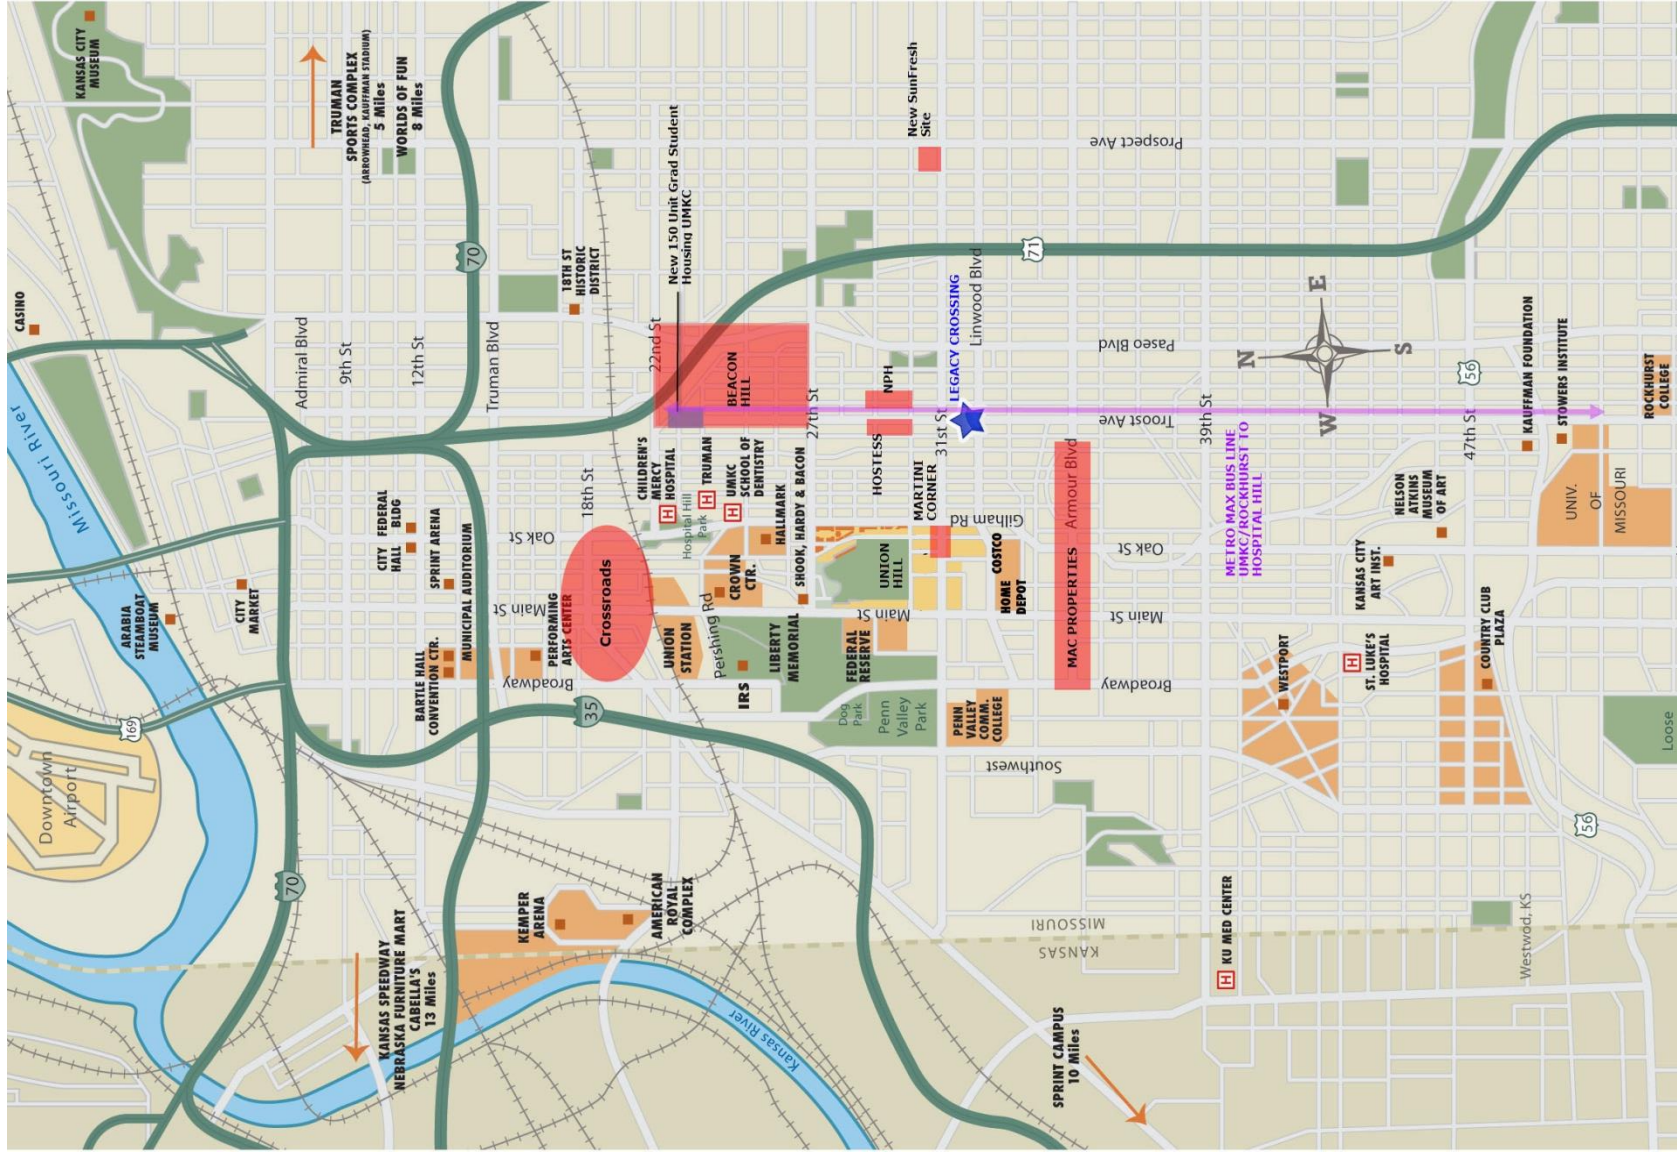 CASINO
Missouri River
KANSAS CITY
MUSEUM
Downtown
Airport
169
ARABIA
STEAMBOAT
MUSEUM
CITY
MARKET
70
Admiral Blvd
9th St
12th St
TRUMAN
SPORTS COMPLEX
(ARROWHEAD, KAUFFMAN STADIUM)
5 Miles
WORLDS OF FUN
8 Miles
KANSAS SPEEDWAY
NEBRASKA FURNITURE MART
CABELLA'S
13 Miles
CITY
HALL
FEDERAL
BLDG
SPRINT ARENA
BARTLE HALL
CONVENTION CTR.
MUNICIPAL AUDITORIUM
70
Truman Blvd
KEMPER
ARENA
AMERICAN
ROYAL
COMPLEX
PERFORMING
ARTS CENTER
Broadway
Main St
Oak St
18TH ST
HISTORIC
DISTRICT
18th St
35
Crossroads
22nd St
New 150 Unit Grad Student
Housing UMKC
UNION
STATION
CHILDREN'S
MERCY
HOSPITAL
H
Hospital Hill
Park
H
TRUMAN
H
UMKC
SCHOOL OF
DENTISTRY
BEACON
HILL
Pershing Rd
CROWN
CTR.
HALLMARK
IRS
LIBERTY
MEMORIAL
SHOOK, HARDY & BACON
27th St
Kansas River
Dog
Park
Penn
Valley
Park
FEDERAL
RESERVE
UNION
HILL
Main St
HOSTESS
NPH
MARTINI
CORNER
31st St
New SunFresh
Site
LEGACY CROSSING
Linwood Blvd
PENN
VALLEY
COMM.
COLLEGE
HOME
DEPOT
COSTCO
Gilham Rd
71
Southwest
MISSOURI
KANSAS
MAC PROPERTIES
Armour Blvd
SPRINT CAMPUS
10 Miles
Broadway
Main St
Oak St
Troost Ave
Paseo Blvd
Prospect Ave
39th St
H
KU MED CENTER
METRO MAX BUS LINE
UMKC/ROCKHURST TO
HOSPITAL HILL
N
W
E
S
WESTPORT
H
ST. LUKE'S
HOSPITAL
KANSAS CITY
ART INST.
NELSON
ATKINS
MUSEUM
OF ART
47th St
56
COUNTRY CLUB
PLAZA
KAUFFMAN FOUNDATION
STOWERS INSTITUTE
Westwood, KS
56
UNIV.
OF
MISSOURI
ROCKHURST
COLLEGE
Loose